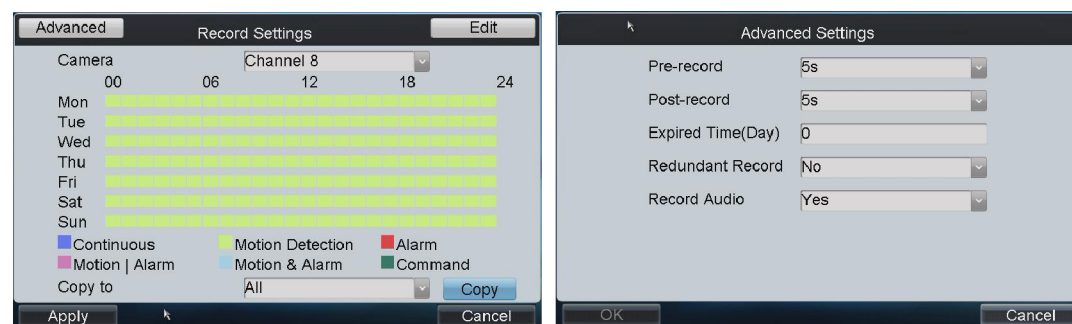 Advanced Record Settings Edit
Camera Channel 8
00 06 12 18 24
Mon
Tue
Wed
Thu
Fri
Sat
Sun
Continuous Motion Detection Alarm
Motion | Alarm Motion & Alarm Command
Copy to All Copy
Apply Cancel
Advanced Settings
Pre-record 5s
Post-record 5s
Expired Time(Day) 0
Redundant Record No
Record Audio Yes
OK Cancel